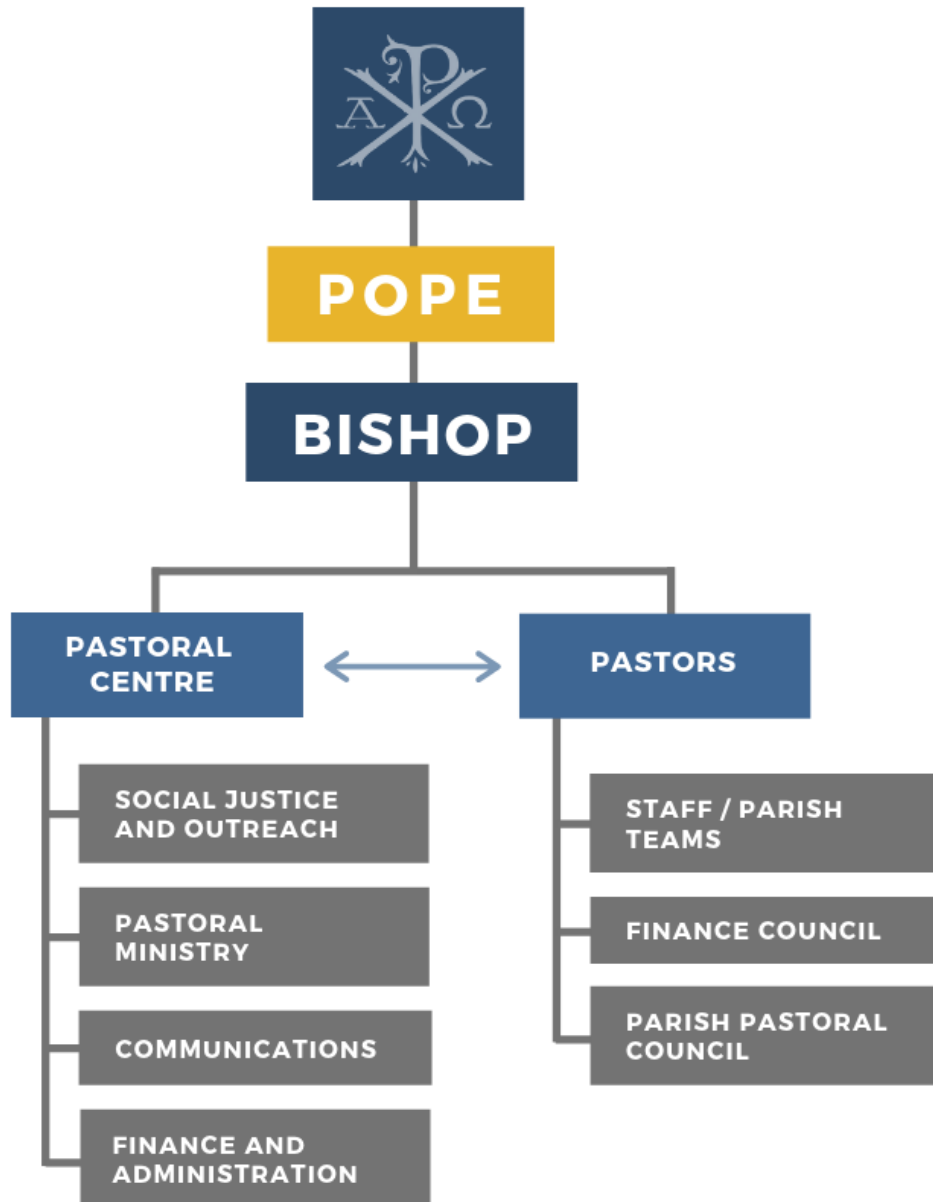 Α Ω
POPE
BISHOP
PASTORAL
CENTRE
PASTORS
SOCIAL JUSTICE
AND OUTREACH
PASTORAL
MINISTRY
COMMUNICATIONS
FINANCE AND
ADMINISTRATION
STAFF / PARISH
TEAMS
FINANCE COUNCIL
PARISH PASTORAL
COUNCIL